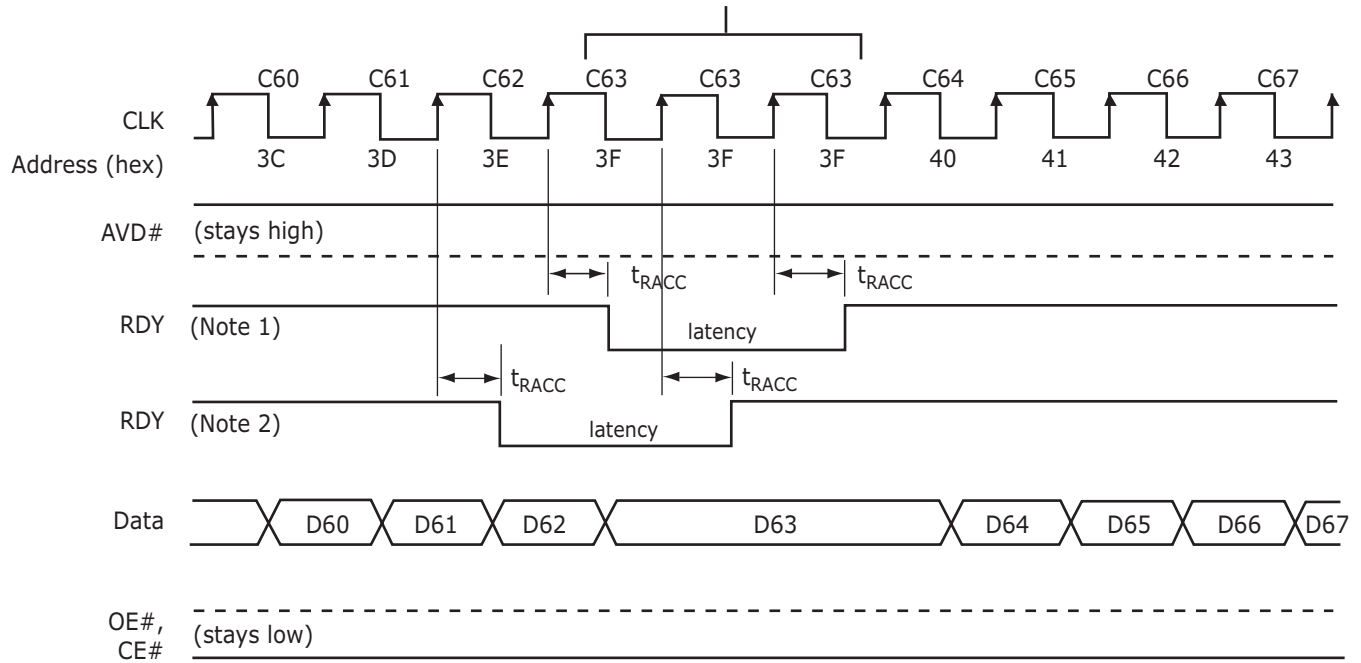 C60 C61 C62 C63 C63 C63 C64 C65 C66 C67
CLK
Address (hex) 3C 3D 3E 3F 3F 3F 40 41 42 43
AVD# (stays high)
tRACC tRACC
RDY (Note 1) latency
tRACC tRACC
RDY (Note 2) latency
Data D60 D61 D62 D63 D64 D65 D66 D67
OE#,
CE# (stays low)